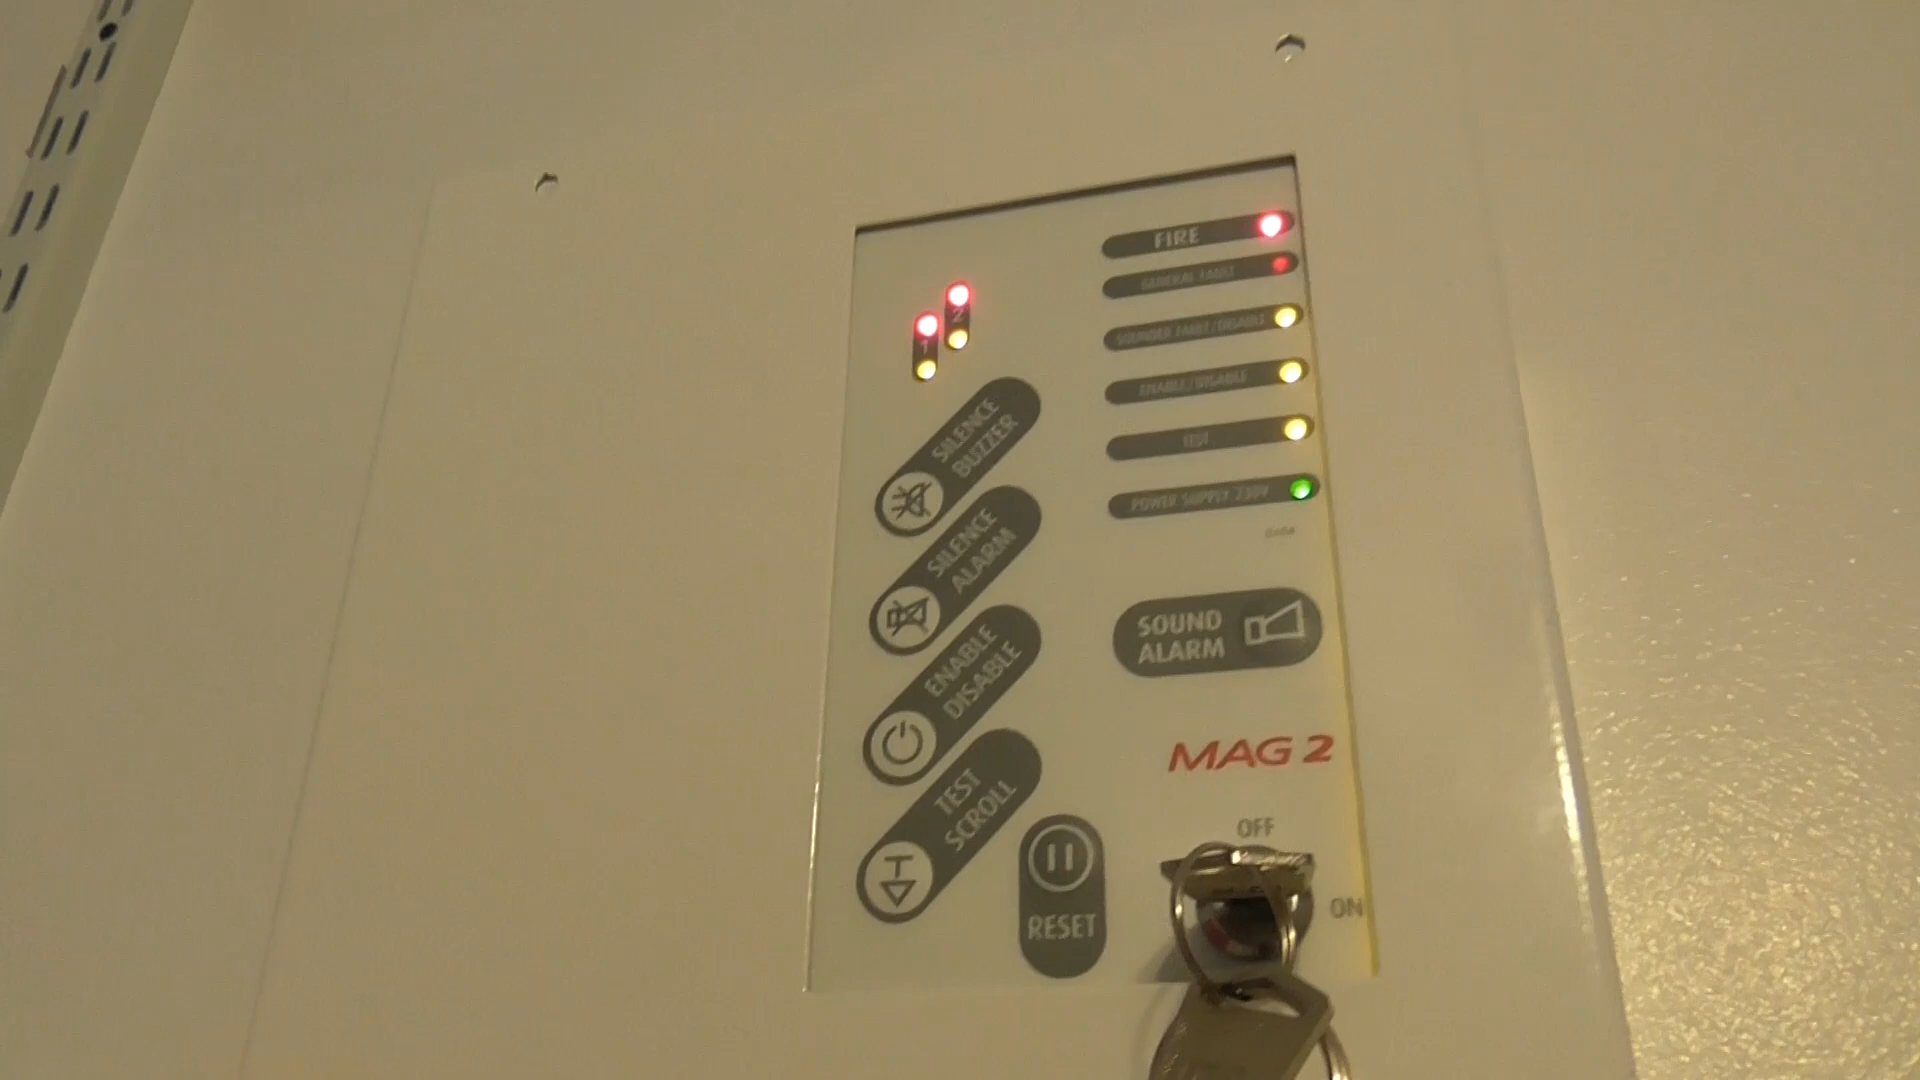 FIRE
GENERAL FAULT
SOUNDER FAULT/DISABLE
ENABLE/DISABLE
TEST
POWER SUPPLY 230V
1
2
SILENCE
BUZZER
SILENCE
ALARM
ENABLE
DISABLE
TEST
SCROLL
RESET
SOUND
ALARM
MAG 2
OFF
ON